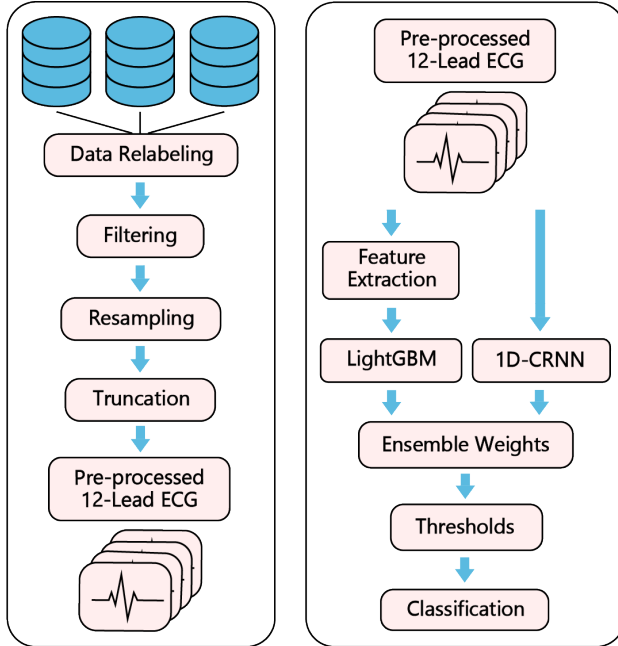 Data Relabeling
Filtering
Resampling
Truncation
Pre-processed
12-Lead ECG
Pre-processed
12-Lead ECG
Feature
Extraction
LightGBM
1D-CRNN
Ensemble Weights
Thresholds
Classification